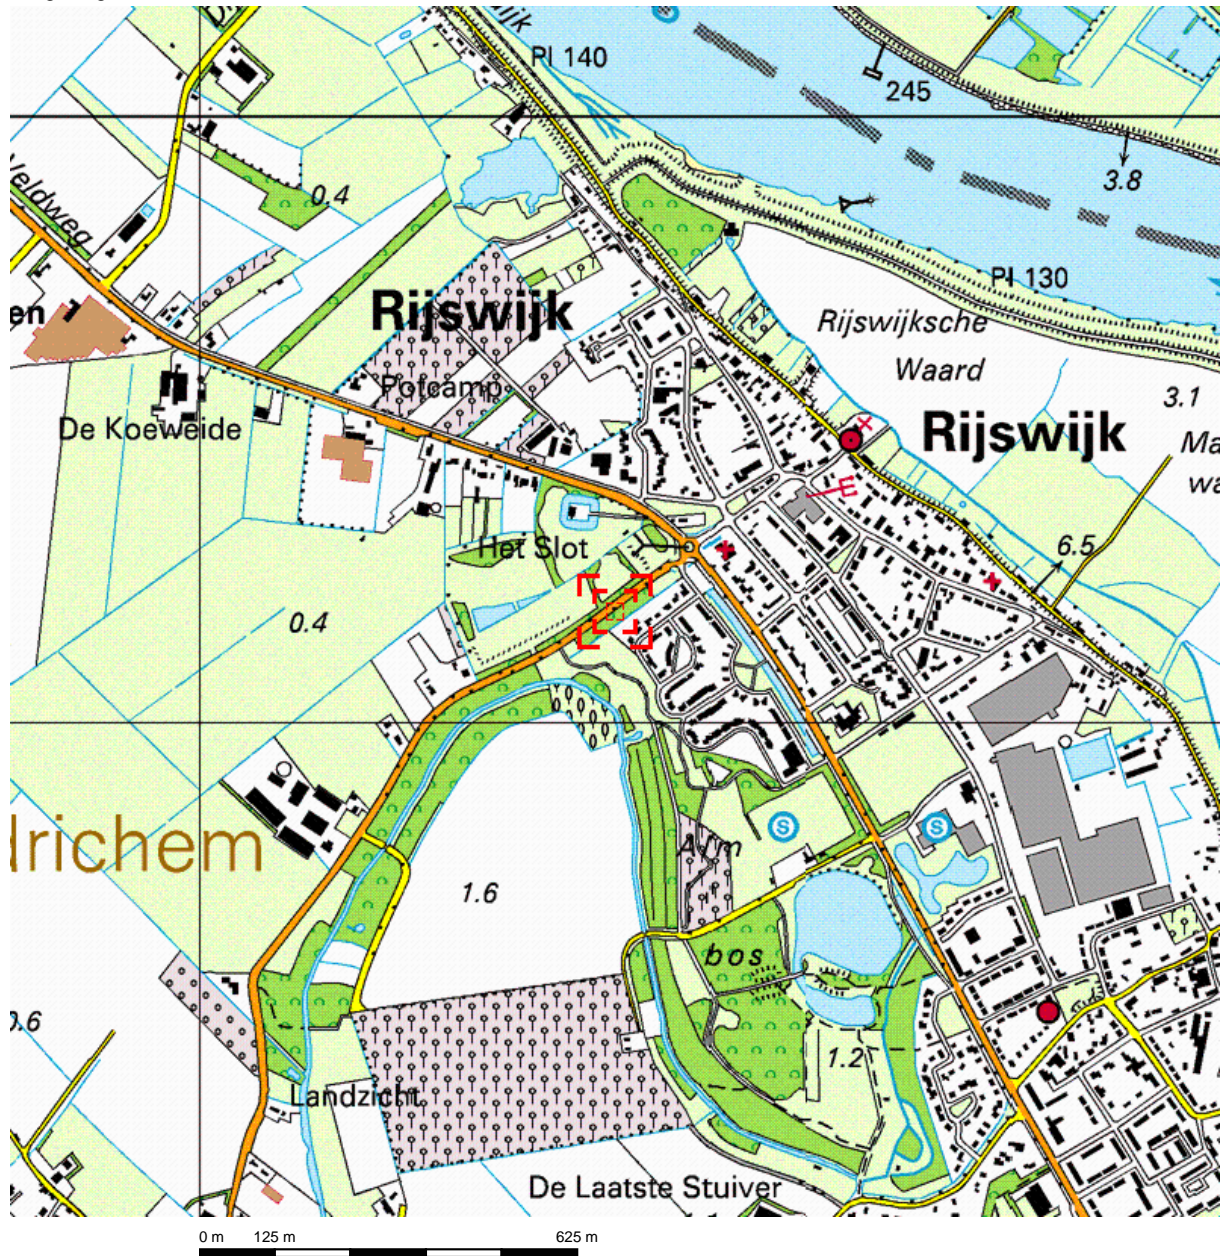 Pl 140
245
3.8
Veldweg
0.4
Pl 130
Rijswijk
Rijswijksche
Waard
en
Potcamp
3.1
De Koeweide
Rijswijk
E
Het Slot
6.5
0.4
drichem
S
S
Arm
1.6
bos
0.6
1.2
Landzicht
De Laatste Stuiver
0 m 125 m 625 m